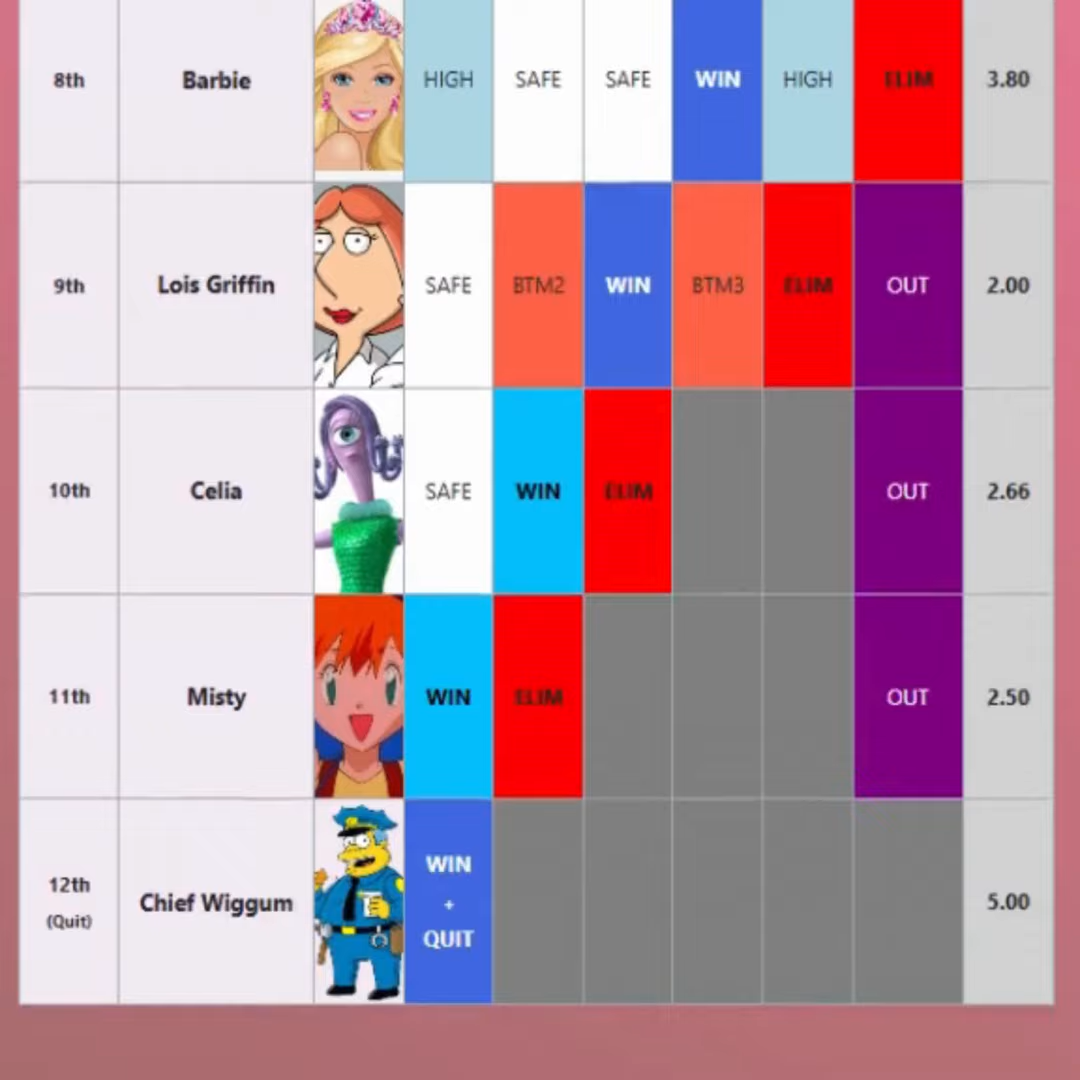 8th Barbie HIGH SAFE SAFE WIN HIGH ELIM 3.80
9th Lois Griffin SAFE BTM2 WIN BTM3 ELIM OUT 2.00
10th Celia SAFE WIN ELIM OUT 2.66
11th Misty WIN ELIM OUT 2.50
12th
(Quit)
Chief Wiggum
WIN
+
QUIT
5.00